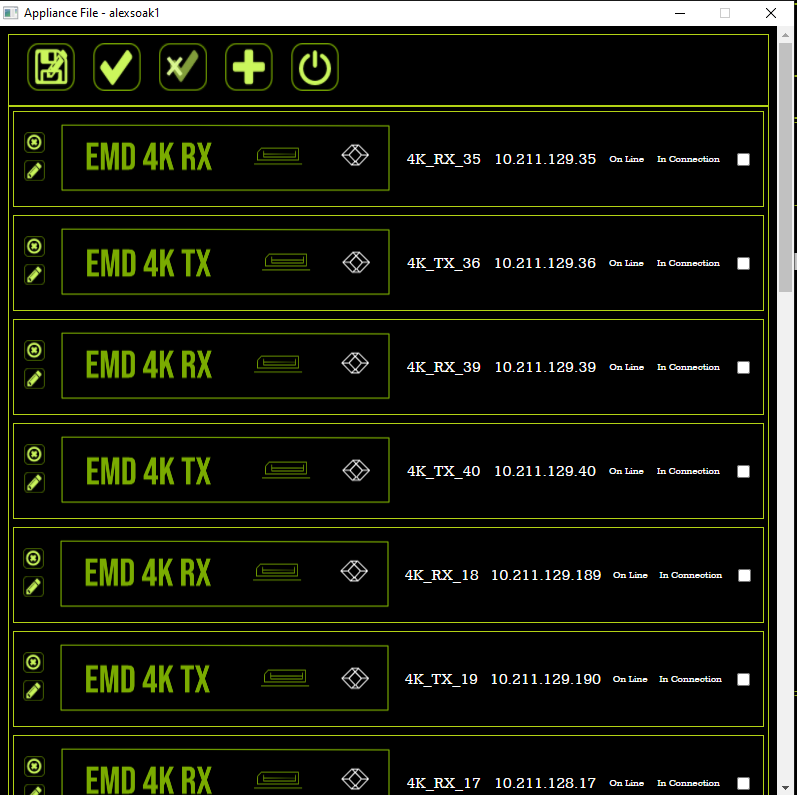 Appliance File - alexsoak1
EMD 4K RX 4K_RX_35 10.211.129.35 On Line In Connection
EMD 4K TX 4K_TX_36 10.211.129.36 On Line In Connection
EMD 4K RX 4K_RX_39 10.211.129.39 On Line In Connection
EMD 4K TX 4K_TX_40 10.211.129.40 On Line In Connection
EMD 4K RX 4K_RX_18 10.211.129.189 On Line In Connection
EMD 4K TX 4K_TX_19 10.211.129.190 On Line In Connection
EMD 4K RX 4K_RX_17 10.211.128.17 On Line In Connection